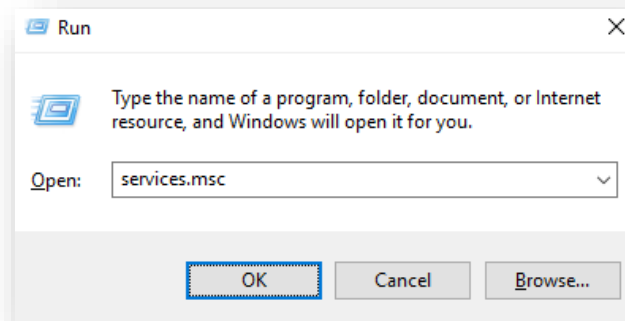 Run
Type the name of a program, folder, document, or Internet
resource, and Windows will open it for you.
Open: services.msc
OK Cancel Browse...